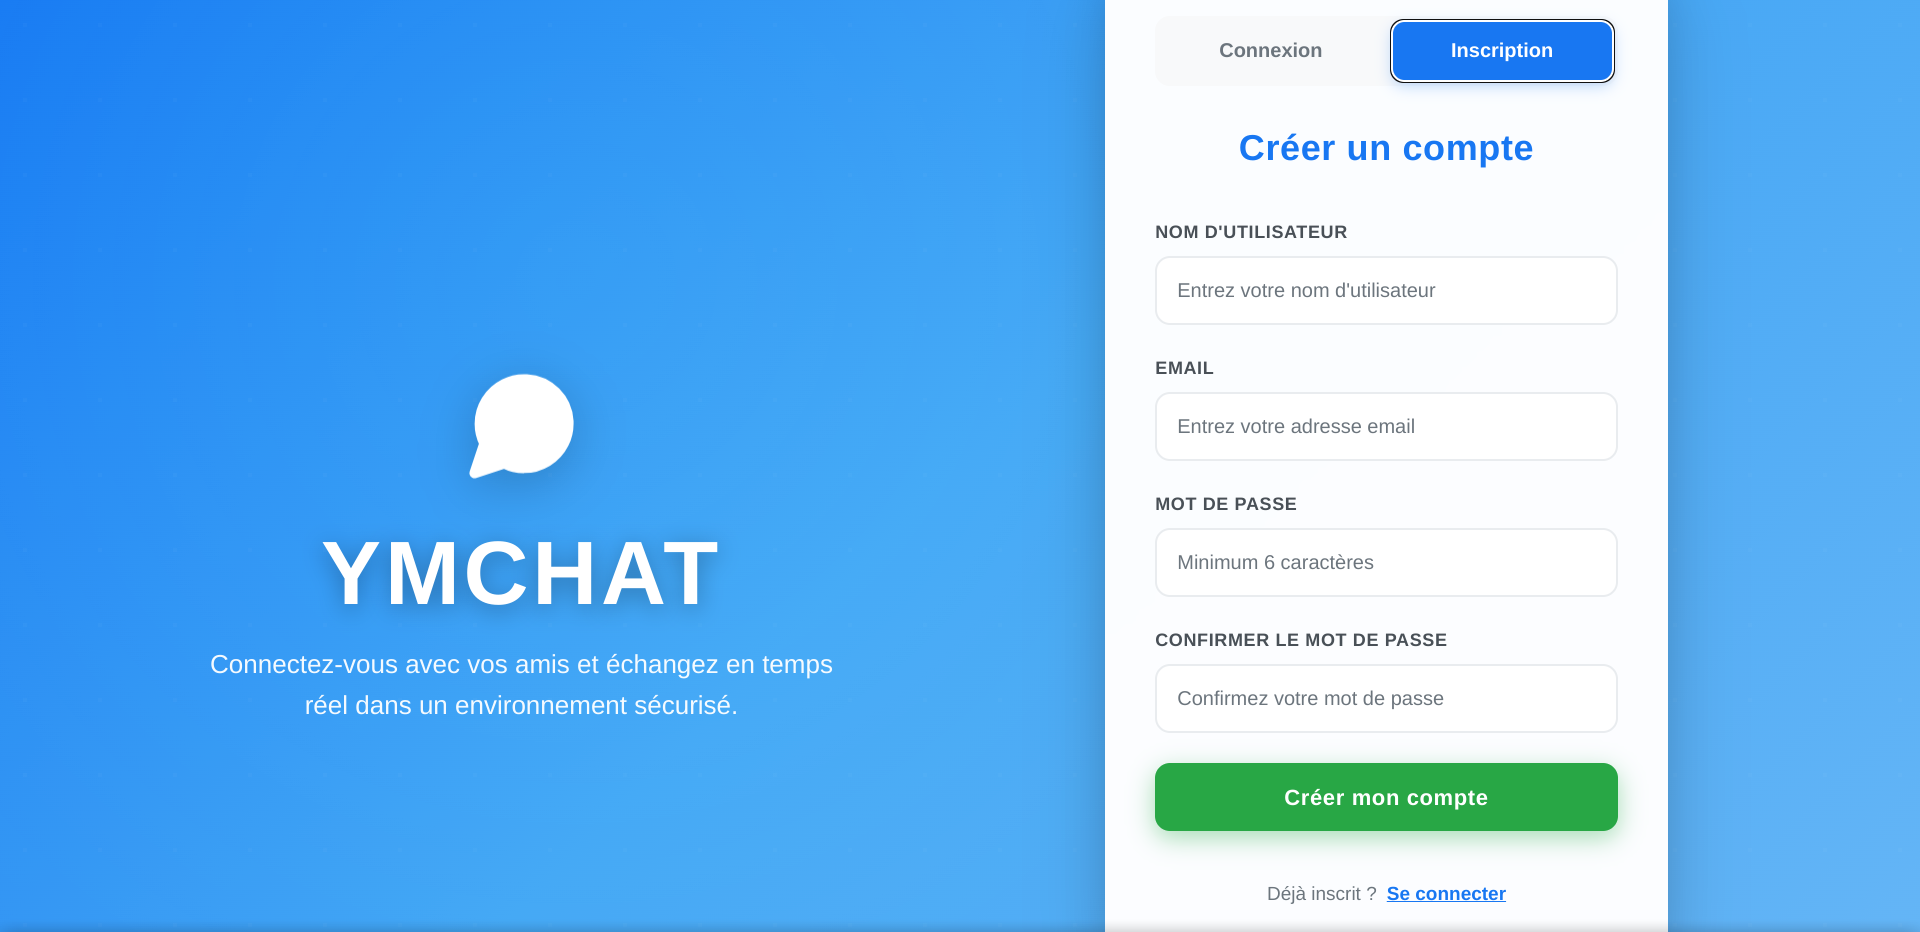 Connexion
Inscription
Créer un compte
NOM D'UTILISATEUR
Entrez votre nom d'utilisateur
EMAIL
Entrez votre adresse email
MOT DE PASSE
Minimum 6 caractères
CONFIRMER LE MOT DE PASSE
Confirmez votre mot de passe
Créer mon compte
Déjà inscrit ? Se connecter
YMCHAT
Connectez-vous avec vos amis et échangez en temps
réel dans un environnement sécurisé.